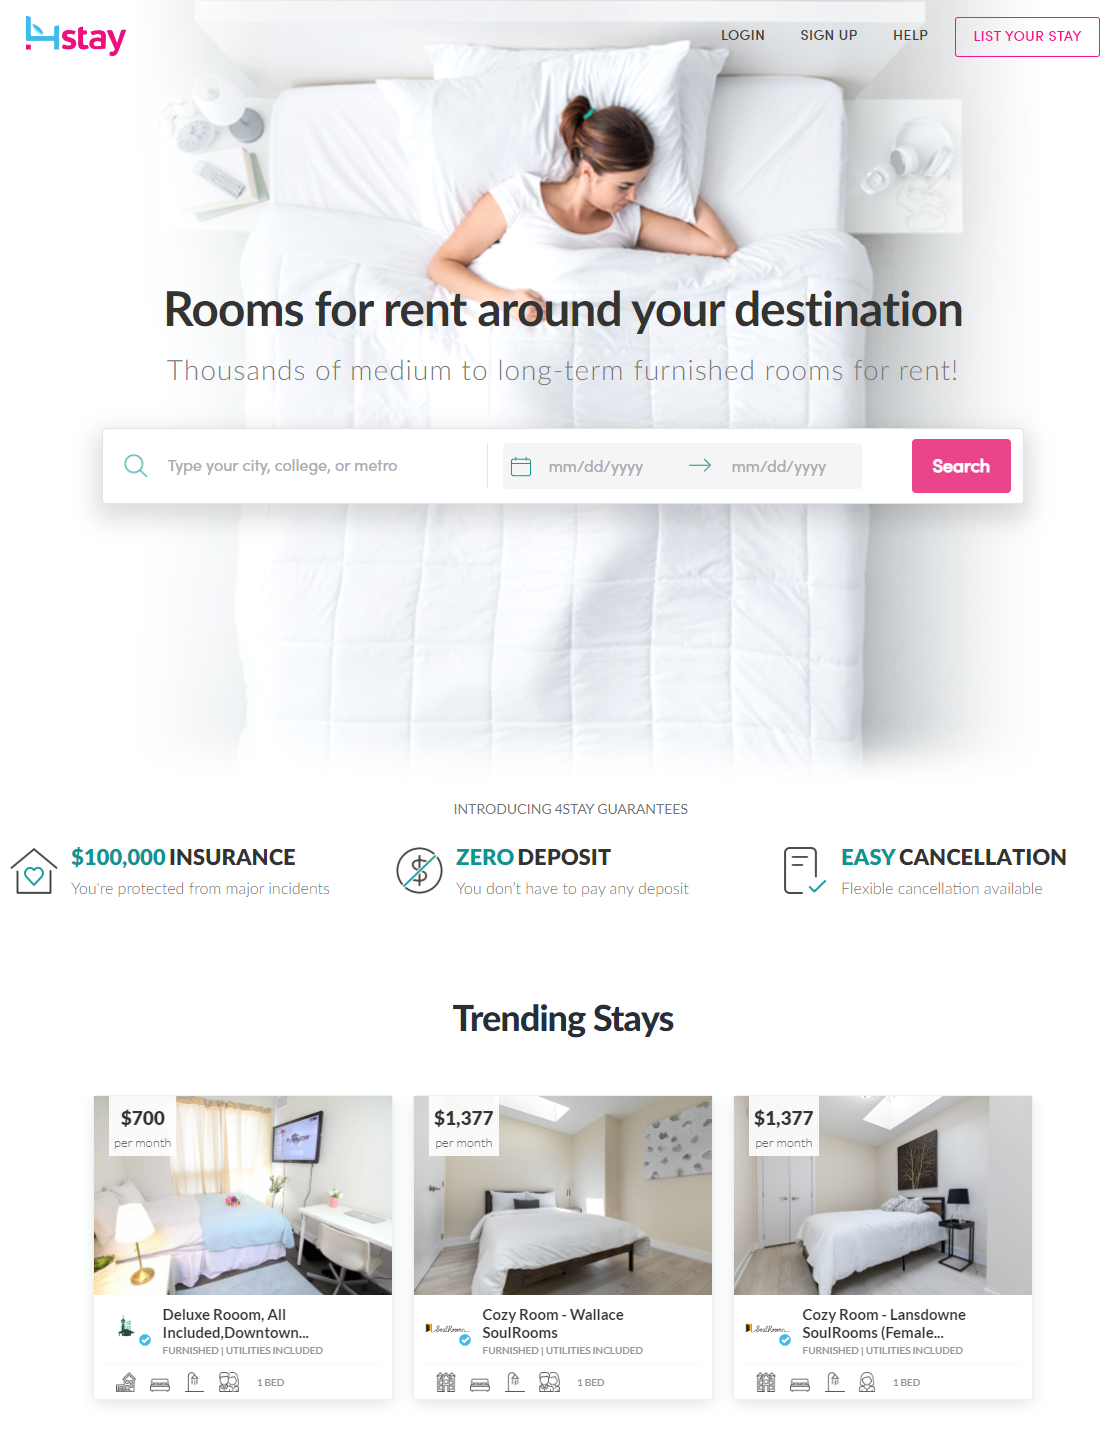 4stay
LOGIN SIGN UP HELP LIST YOUR STAY
Rooms for rent around your destination
Thousands of medium to long-term furnished rooms for rent!
Type your city, college, or metro mm/dd/yyyy mm/dd/yyyy Search
INTRODUCING 4STAY GUARANTEES
$100,000 INSURANCE
You're protected from major incidents
ZERO DEPOSIT
You don't have to pay any deposit
EASY CANCELLATION
Flexible cancellation available
Trending Stays
$700
per month
Deluxe Rooom, All
Included,Downtown...
FURNISHED | UTILITIES INCLUDED
1 BED
$1,377
per month
SoulRooms
Cozy Room - Wallace
SoulRooms
FURNISHED | UTILITIES INCLUDED
1 BED
$1,377
per month
SoulRooms
Cozy Room - Lansdowne
SoulRooms (Female...
FURNISHED | UTILITIES INCLUDED
1 BED